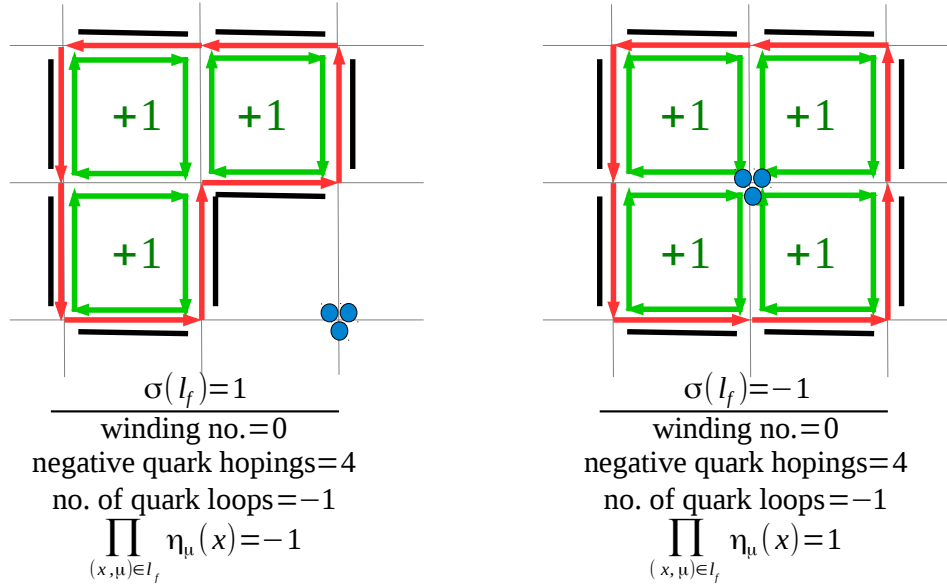 +1 +1
+1
σ(l_f)=1
winding no.=0
negative quark hopings=4
no. of quark loops=−1
∏_{(x,μ)∈l_f} η_μ(x)=−1
+1 +1
+1 +1
σ(l_f)=−1
winding no.=0
negative quark hopings=4
no. of quark loops=−1
∏_{(x,μ)∈l_f} η_μ(x)=1